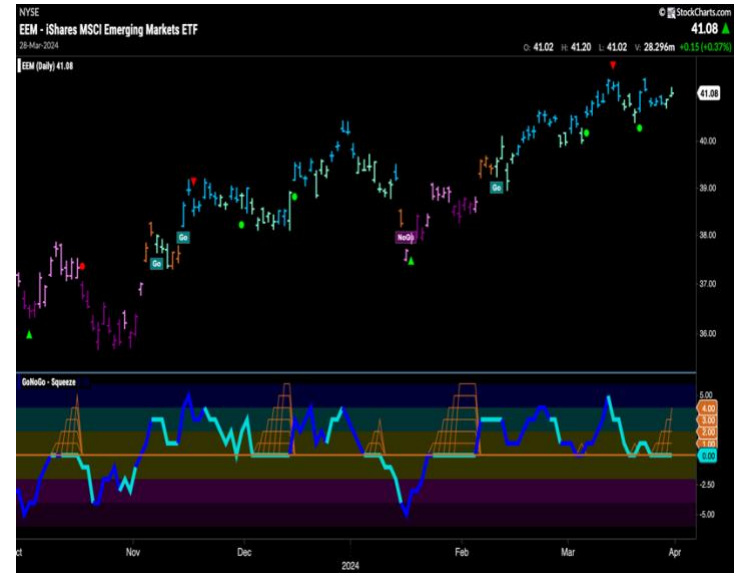 NYSE
© StockCharts.com
EEM - iShares MSCI Emerging Markets ETF
41.08
28-Mar-2024
O: 41.02 H: 41.20 L: 41.02 V: 28.296m +0.15 (+0.37%)
EEM (Daily) 41.08
41.08
40.00
39.00
Go
Go
NoGo
38.00
Go
37.00
36.00
GoNoGo - Squeeze
5.00
4.00
3.00
2.00
1.00
0.00
-2.50
-5.00
ct
Nov
Dec
Feb
Mar
Apr
2024